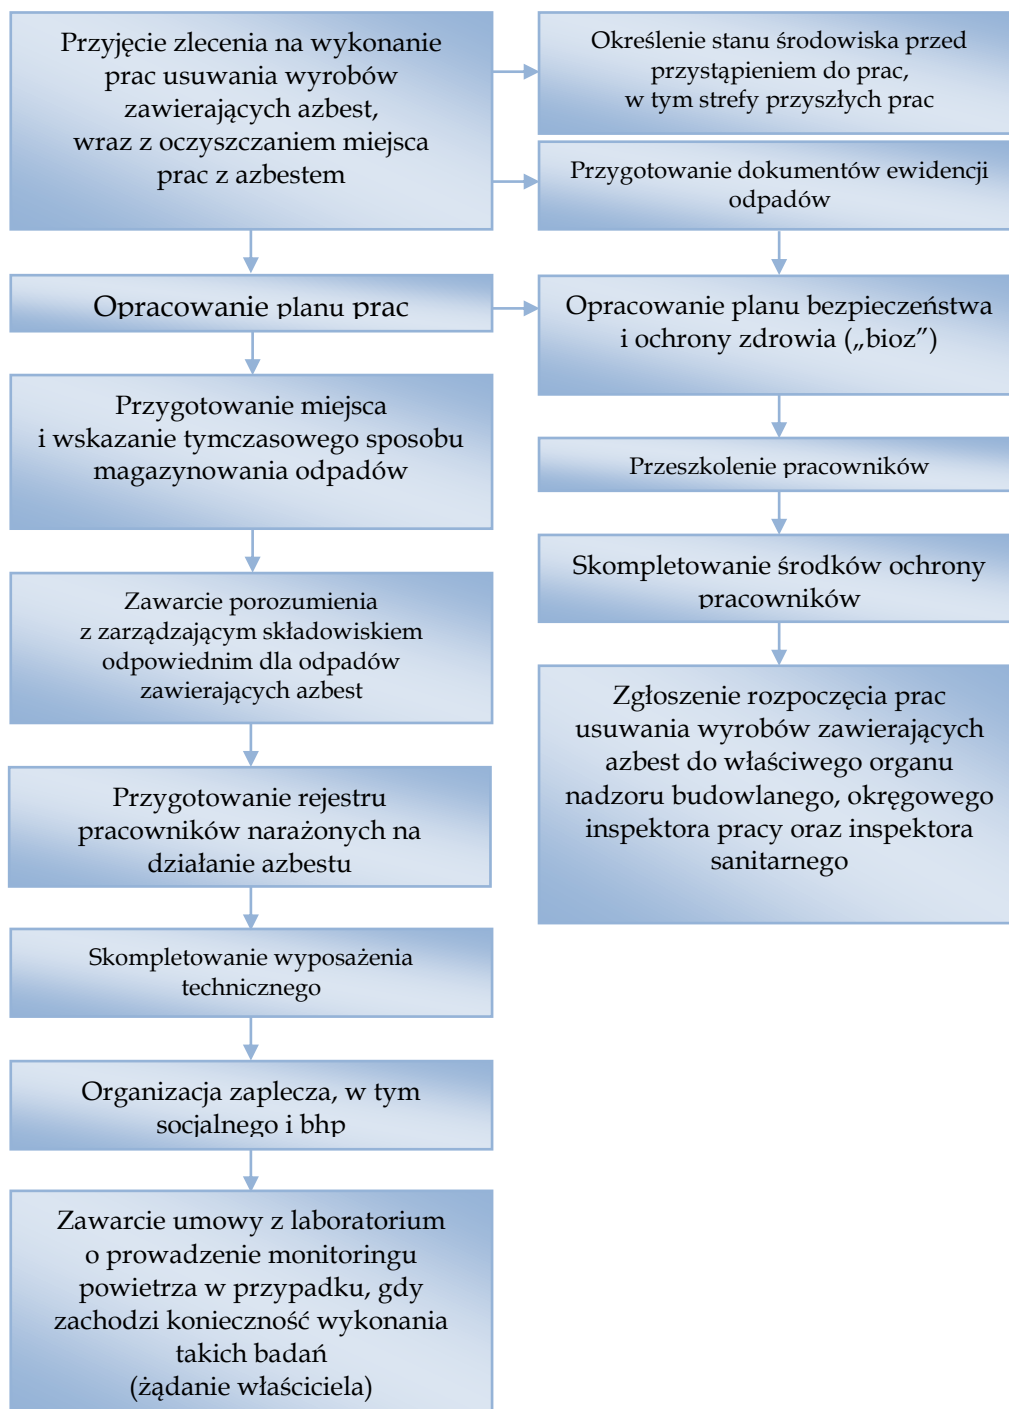 Przyjęcie zlecenia na wykonanie
prac usuwania wyrobów
zawierających azbest,
wraz z oczyszczaniem miejsca
prac z azbestem
Określenie stanu środowiska przed
przystąpieniem do prac,
w tym strefy przyszłych prac
Przygotowanie dokumentów ewidencji
odpadów
Opracowanie planu prac
Opracowanie planu bezpieczeństwa
i ochrony zdrowia („bioz”)
Przygotowanie miejsca
i wskazanie tymczasowego sposobu
magazynowania odpadów
Przeszkolenie pracowników
Skompletowanie środków ochrony
pracowników
Zawarcie porozumienia
z zarządzającym składowiskiem
odpowiednim dla odpadów
zawierających azbest
Zgłoszenie rozpoczęcia prac
usuwania wyrobów zawierających
azbest do właściwego organu
nadzoru budowlanego, okręgowego
inspektora pracy oraz inspektora
sanitarnego
Przygotowanie rejestru
pracowników narażonych na
działanie azbestu
Skompletowanie wyposażenia
technicznego
Organizacja zaplecza, w tym
socjalnego i bhp
Zawarcie umowy z laboratorium
o prowadzenie monitoringu
powietrza w przypadku, gdy
zachodzi konieczność wykonania
takich badań
(żądanie właściciela)